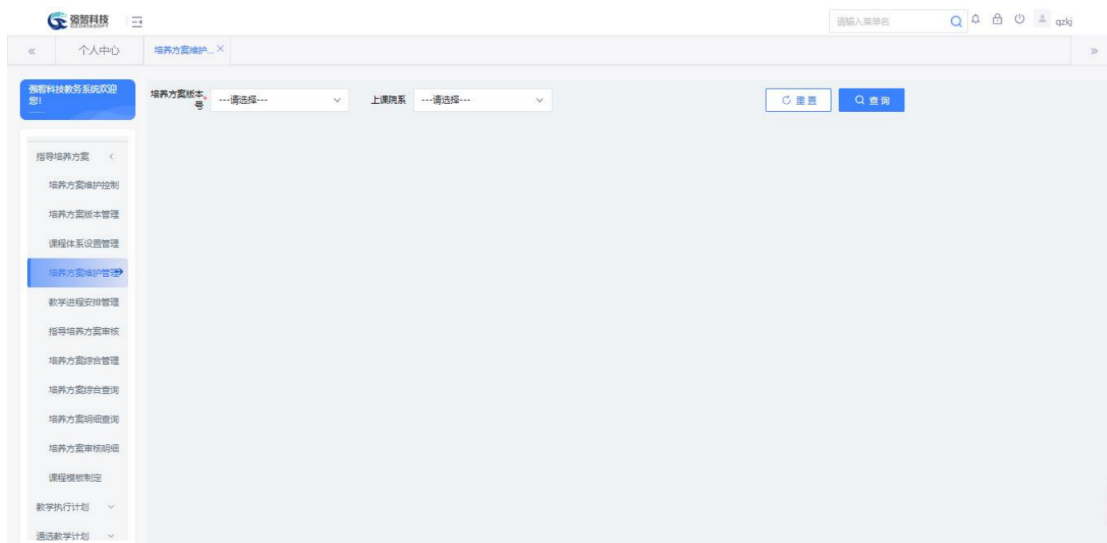 强智科技
QZDATASOFT
请输入菜单名
qzkj
个人中心
培养方案维护...
强智科技教务系统欢迎
您!
培养方案版本*
号
---请选择---
上课院系
---请选择---
重置
查询
指导培养方案
培养方案维护控制
培养方案版本管理
课程体系设置管理
培养方案维护管理
教学进程安排管理
指导培养方案审核
培养方案综合管理
培养方案综合查询
培养方案明细查询
培养方案审核明细
课程模板制定
教学执行计划
通选教学计划